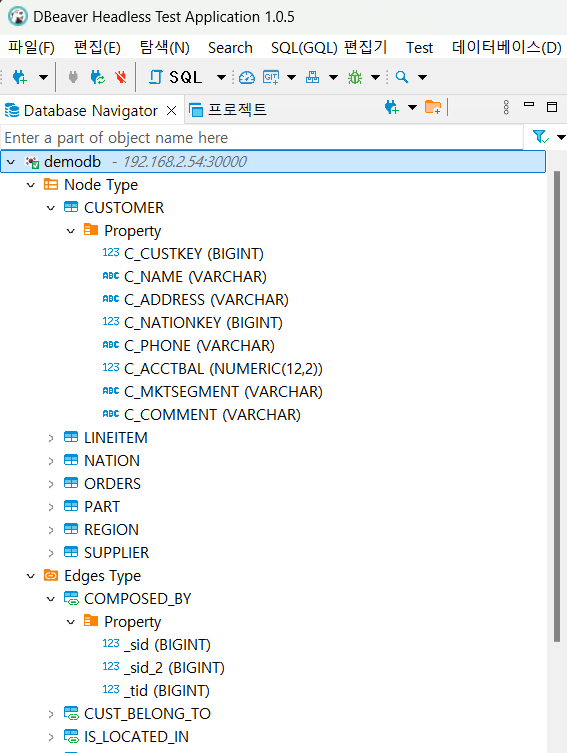 DBeaver Headless Test Application 1.0.5
파일(F) 편집(E) 탐색(N) Search SQL(GQL) 편집기 Test 데이터베이스(D)
SQL GIT
Database Navigator 프로젝트
Enter a part of object name here
demodb - 192.168.2.54:30000
Node Type
CUSTOMER
Property
123 C_CUSTKEY (BIGINT)
ABC C_NAME (VARCHAR)
ABC C_ADDRESS (VARCHAR)
123 C_NATIONKEY (BIGINT)
ABC C_PHONE (VARCHAR)
123 C_ACCTBAL (NUMERIC(12,2))
ABC C_MKTSEGMENT (VARCHAR)
ABC C_COMMENT (VARCHAR)
LINEITEM
NATION
ORDERS
PART
REGION
SUPPLIER
Edges Type
COMPOSED_BY
Property
123 _sid (BIGINT)
123 _sid_2 (BIGINT)
123 _tid (BIGINT)
CUST_BELONG_TO
IS_LOCATED_IN